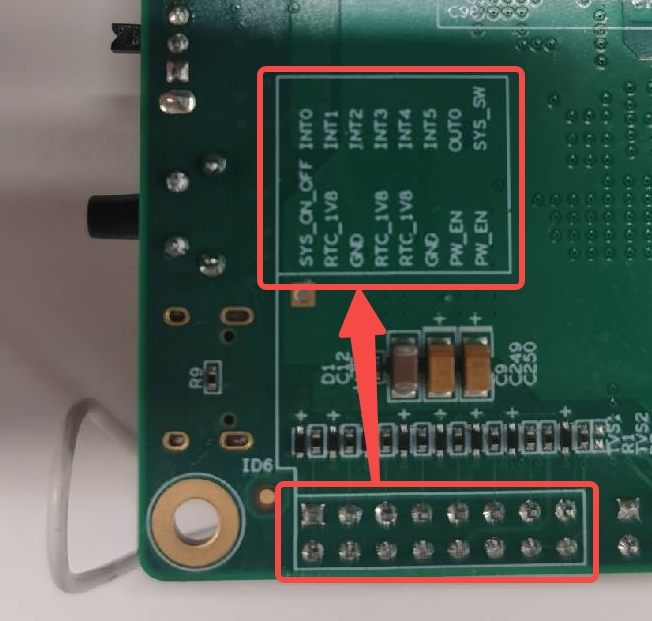 C9
SYS_ON_OFF INT0
RTC_1V8 INT1
GND INT2
RTC_1V8 INT3
RTC_1V8 INT4
GND INT5
PW_EN OUT0
PW_EN SYS_SW
R9
D1
C12
C9
C249
C250
TVS1
R1
TVS2
ID6